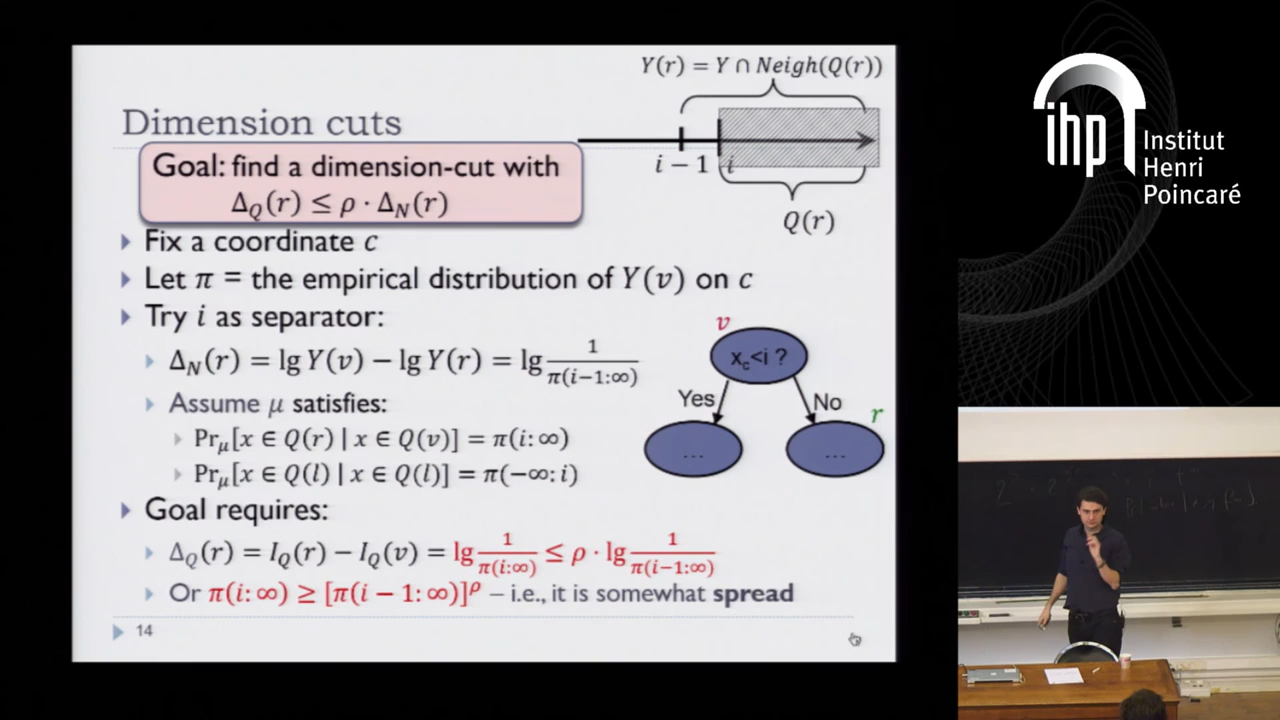 Y(r) = Y ∩ Neigh(Q(r))
Dimension cuts
i − 1
i
Q(r)
Goal: find a dimension-cut with
Δ_Q(r) ≤ ρ · Δ_N(r)
Fix a coordinate c
Let π = the empirical distribution of Y(v) on c
Try i as separator:
Δ_N(r) = lg Y(v) − lg Y(r) = lg 1/π(i−1:∞)
Assume μ satisfies:
Pr_μ[x ∈ Q(r) | x ∈ Q(v)] = π(i:∞)
Pr_μ[x ∈ Q(l) | x ∈ Q(l)] = π(−∞:i)
v
x_c<i ?
Yes
No
r
...
...
Goal requires:
Δ_Q(r) = I_Q(r) − I_Q(v) = lg 1/π(i:∞) ≤ ρ · lg 1/π(i−1:∞)
Or π(i:∞) ≥ [π(i − 1:∞)]^ρ – i.e., it is somewhat spread
14
ihp
Institut
Henri
Poincaré